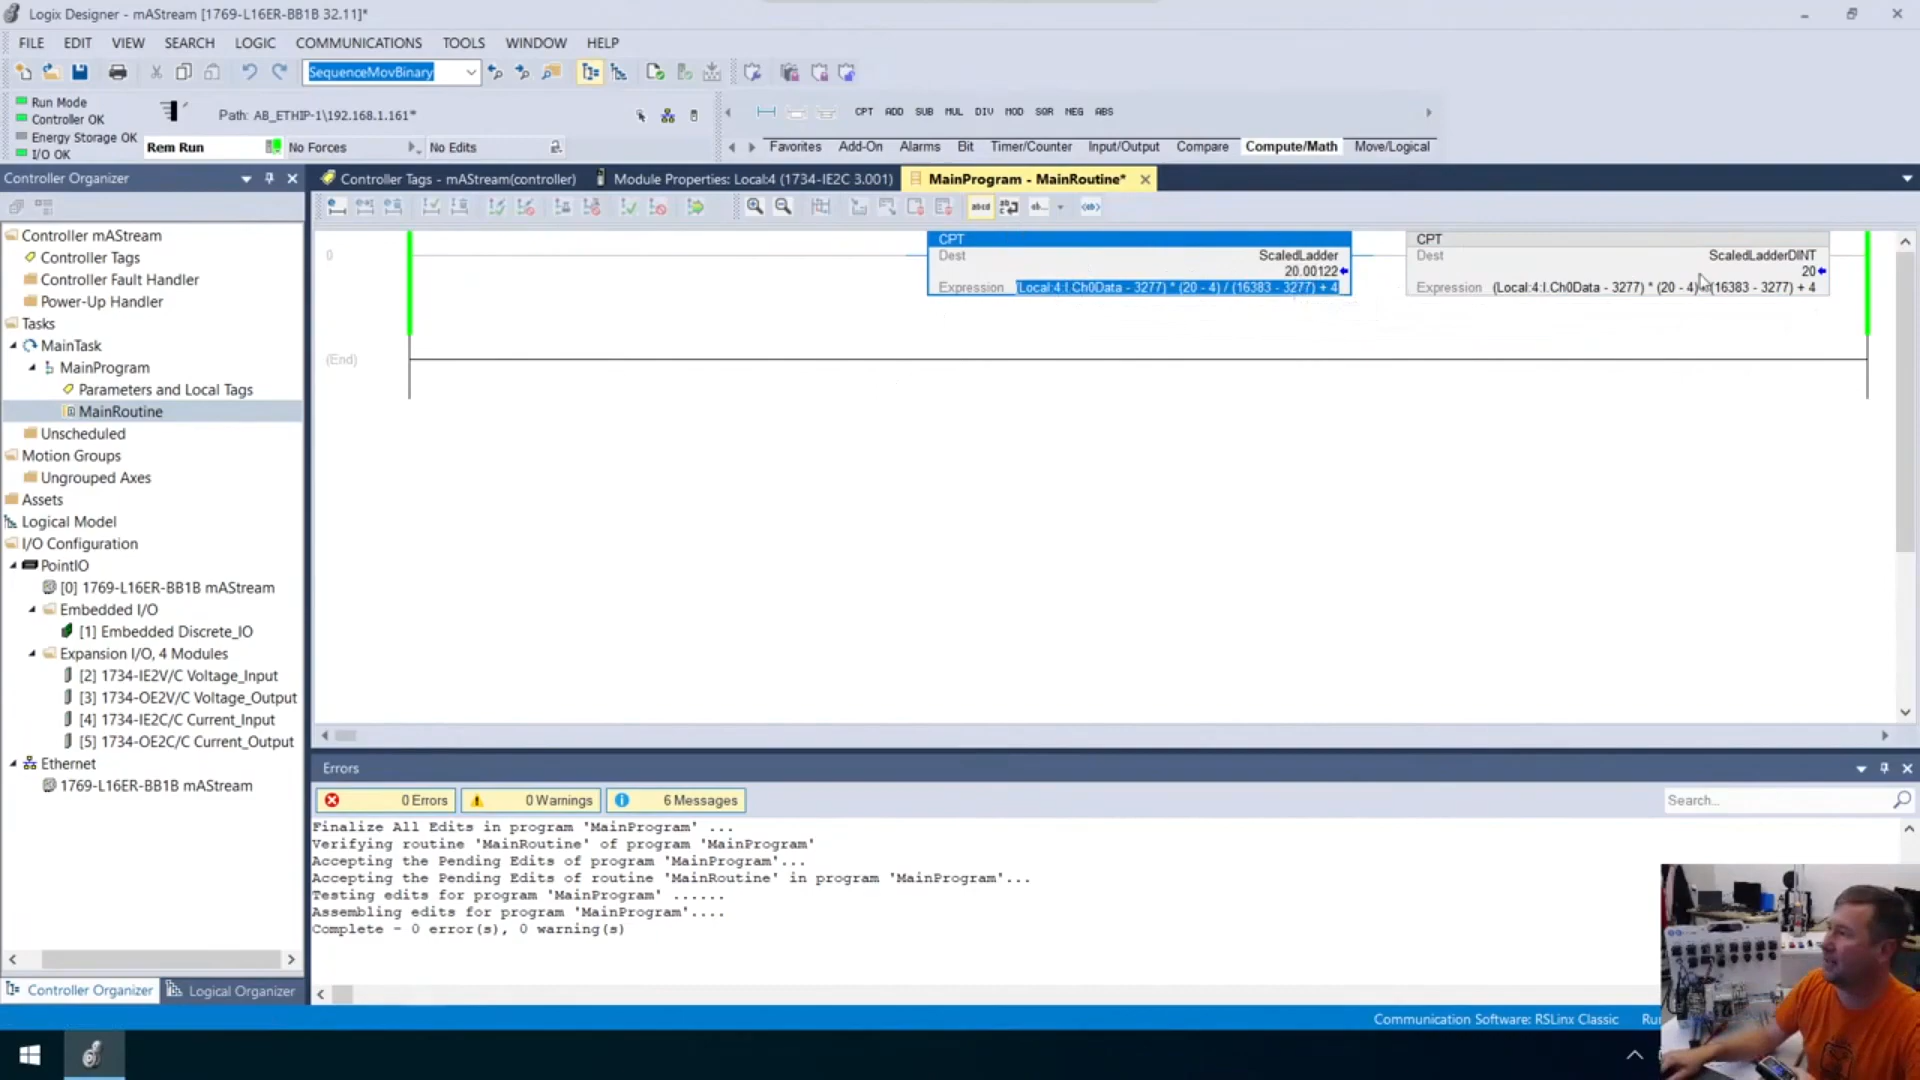 Logix Designer - mAStream [1769-L16ER-BB1B 32.11]*
FILE EDIT VIEW SEARCH LOGIC COMMUNICATIONS TOOLS WINDOW HELP
SequenceMovBinary
Run Mode
Controller OK
Energy Storage OK
I/O OK
Path: AB_ETHIP-1\192.168.1.161*
Rem Run No Forces No Edits
CPT ADD SUB MUL DIV MOD SQR NEG ABS
Favorites Add-On Alarms Bit Timer/Counter Input/Output Compare Compute/Math Move/Logical
Controller Organizer
Controller Tags - mAStream(controller) Module Properties: Local:4 (1734-IE2C 3.001) MainProgram - MainRoutine*
Controller mAStream
Controller Tags
Controller Fault Handler
Power-Up Handler
Tasks
MainTask
MainProgram
Parameters and Local Tags
MainRoutine
Unscheduled
Motion Groups
Ungrouped Axes
Assets
Logical Model
I/O Configuration
PointIO
[0] 1769-L16ER-BB1B mAStream
Embedded I/O
[1] Embedded Discrete_IO
Expansion I/O, 4 Modules
[2] 1734-IE2V/C Voltage_Input
[3] 1734-OE2V/C Voltage_Output
[4] 1734-IE2C/C Current_Input
[5] 1734-OE2C/C Current_Output
Ethernet
1769-L16ER-BB1B mAStream
Controller Organizer Logical Organizer
0
CPT
Dest ScaledLadder
20.00122
Expression (Local:4:I.Ch0Data - 3277) * (20 - 4) / (16383 - 3277) + 4
CPT
Dest ScaledLadderDINT
20
Expression (Local:4:I.Ch0Data - 3277) * (20 - 4) (16383 - 3277) + 4
(End)
Errors
0 Errors 0 Warnings 6 Messages
Search...
Finalize All Edits in program 'MainProgram' ...
Verifying routine 'MainRoutine' of program 'MainProgram'
Accepting the Pending Edits of program 'MainProgram'...
Accepting the Pending Edits of routine 'MainRoutine' in program 'MainProgram'...
Testing edits for program 'MainProgram' ......
Assembling edits for program 'MainProgram'....
Complete - 0 error(s), 0 warning(s)
Communication Software: RSLinx Classic